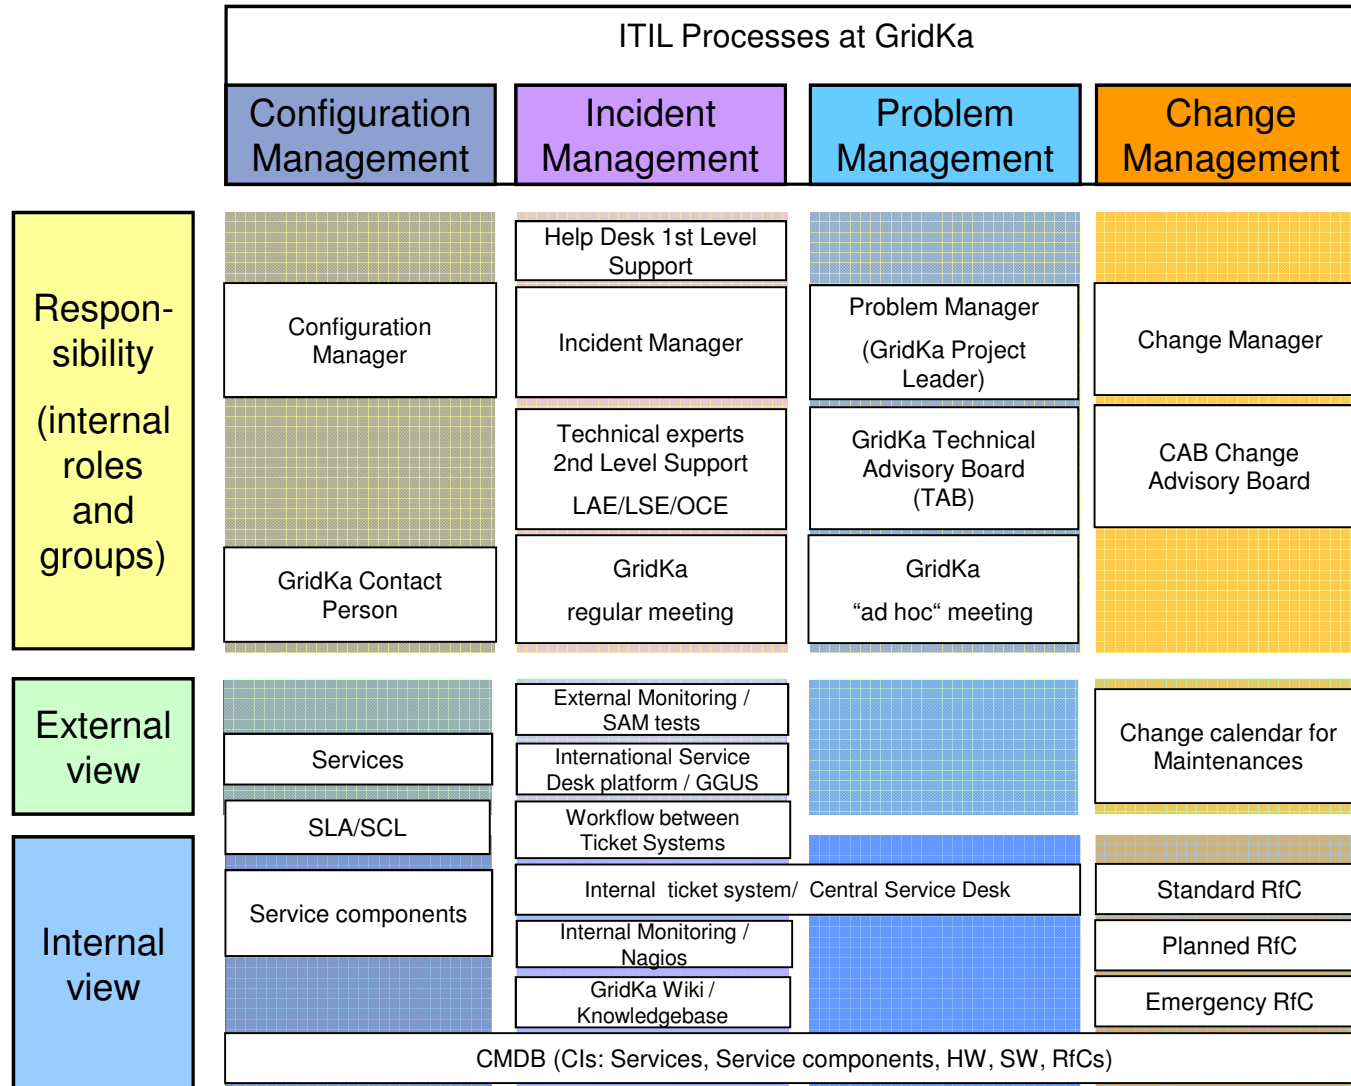 ITIL Processes at GridKa
Configuration
Management
Incident
Management
Problem
Management
Change
Management
Respon-
sibility
(internal
roles
and
groups)
Configuration
Manager
GridKa Contact
Person
Help Desk 1st Level
Support
Incident Manager
Technical experts
2nd Level Support
LAE/LSE/OCE
GridKa
regular meeting
Problem Manager
(GridKa Project
Leader)
GridKa Technical
Advisory Board
(TAB)
GridKa
“ad hoc“ meeting
Change Manager
CAB Change
Advisory Board
External
view
Services
SLA/SCL
External Monitoring /
SAM tests
International Service
Desk platform / GGUS
Workflow between
Ticket Systems
Change calendar for
Maintenances
Internal
view
Service components
Internal ticket system/ Central Service Desk
Internal Monitoring /
Nagios
GridKa Wiki /
Knowledgebase
Standard RfC
Planned RfC
Emergency RfC
CMDB (CIs: Services, Service components, HW, SW, RfCs)